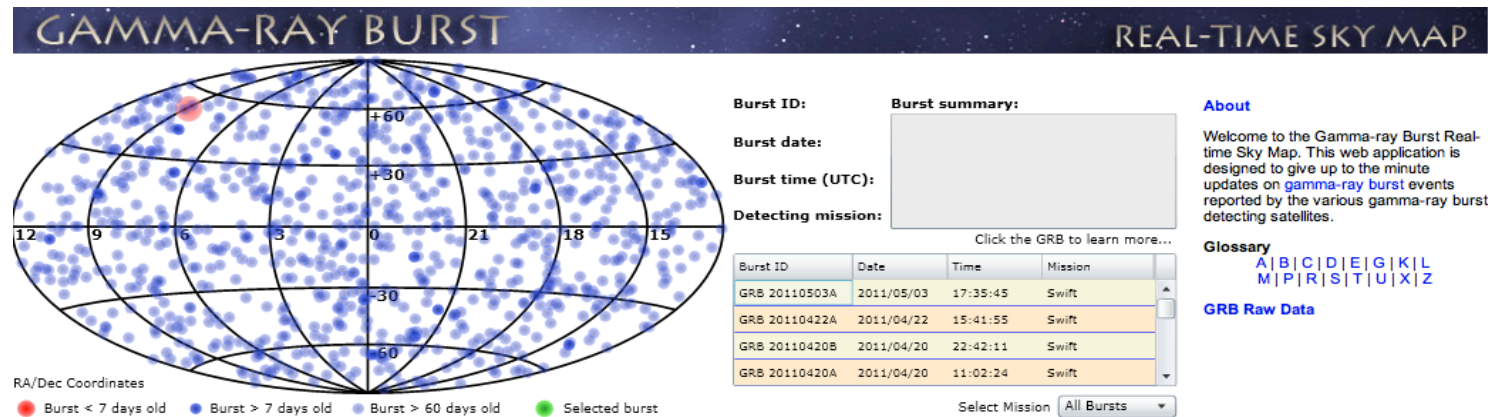 GAMMA-RAY BURST
REAL-TIME SKY MAP
+60
+30
12 9 6 3 0 21 18 15
-30
-60
RA/Dec Coordinates
Burst < 7 days old
Burst > 7 days old
Burst > 60 days old
Selected burst
Burst ID:
Burst summary:
Burst date:
Burst time (UTC):
Detecting mission:
Click the GRB to learn more...
Burst ID Date Time Mission
GRB 20110503A 2011/05/03 17:35:45 Swift
GRB 20110422A 2011/04/22 15:41:55 Swift
GRB 20110420B 2011/04/20 22:42:11 Swift
GRB 20110420A 2011/04/20 11:02:24 Swift
Select Mission All Bursts
About
Welcome to the Gamma-ray Burst Real-
time Sky Map. This web application is
designed to give up to the minute
updates on gamma-ray burst events
reported by the various gamma-ray burst
detecting satellites.
Glossary
A | B | C | D | E | G | K | L
M | P | R | S | T | U | X | Z
GRB Raw Data